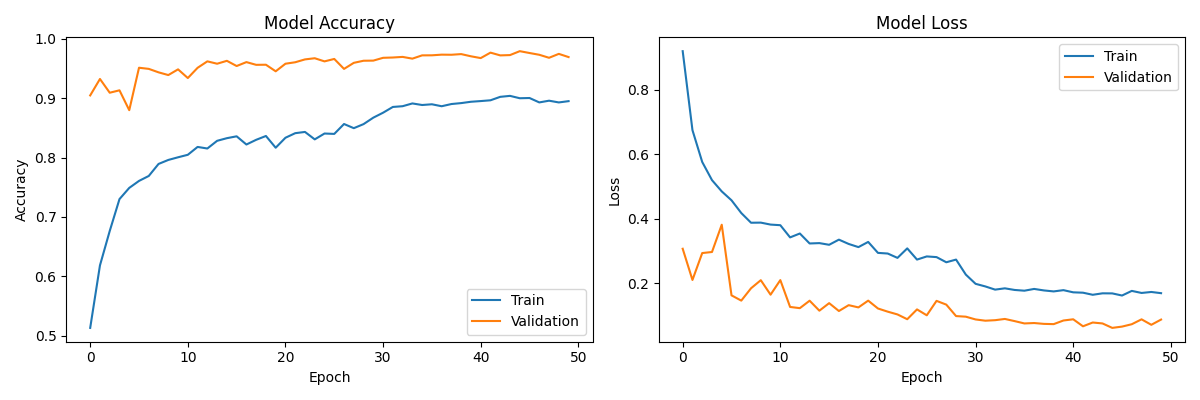 Model Accuracy
Accuracy
1.0
0.9
0.8
0.7
0.6
0.5
0 10 20 30 40 50
Epoch
Train
Validation
Model Loss
Loss
0.8
0.6
0.4
0.2
0 10 20 30 40 50
Epoch
Train
Validation